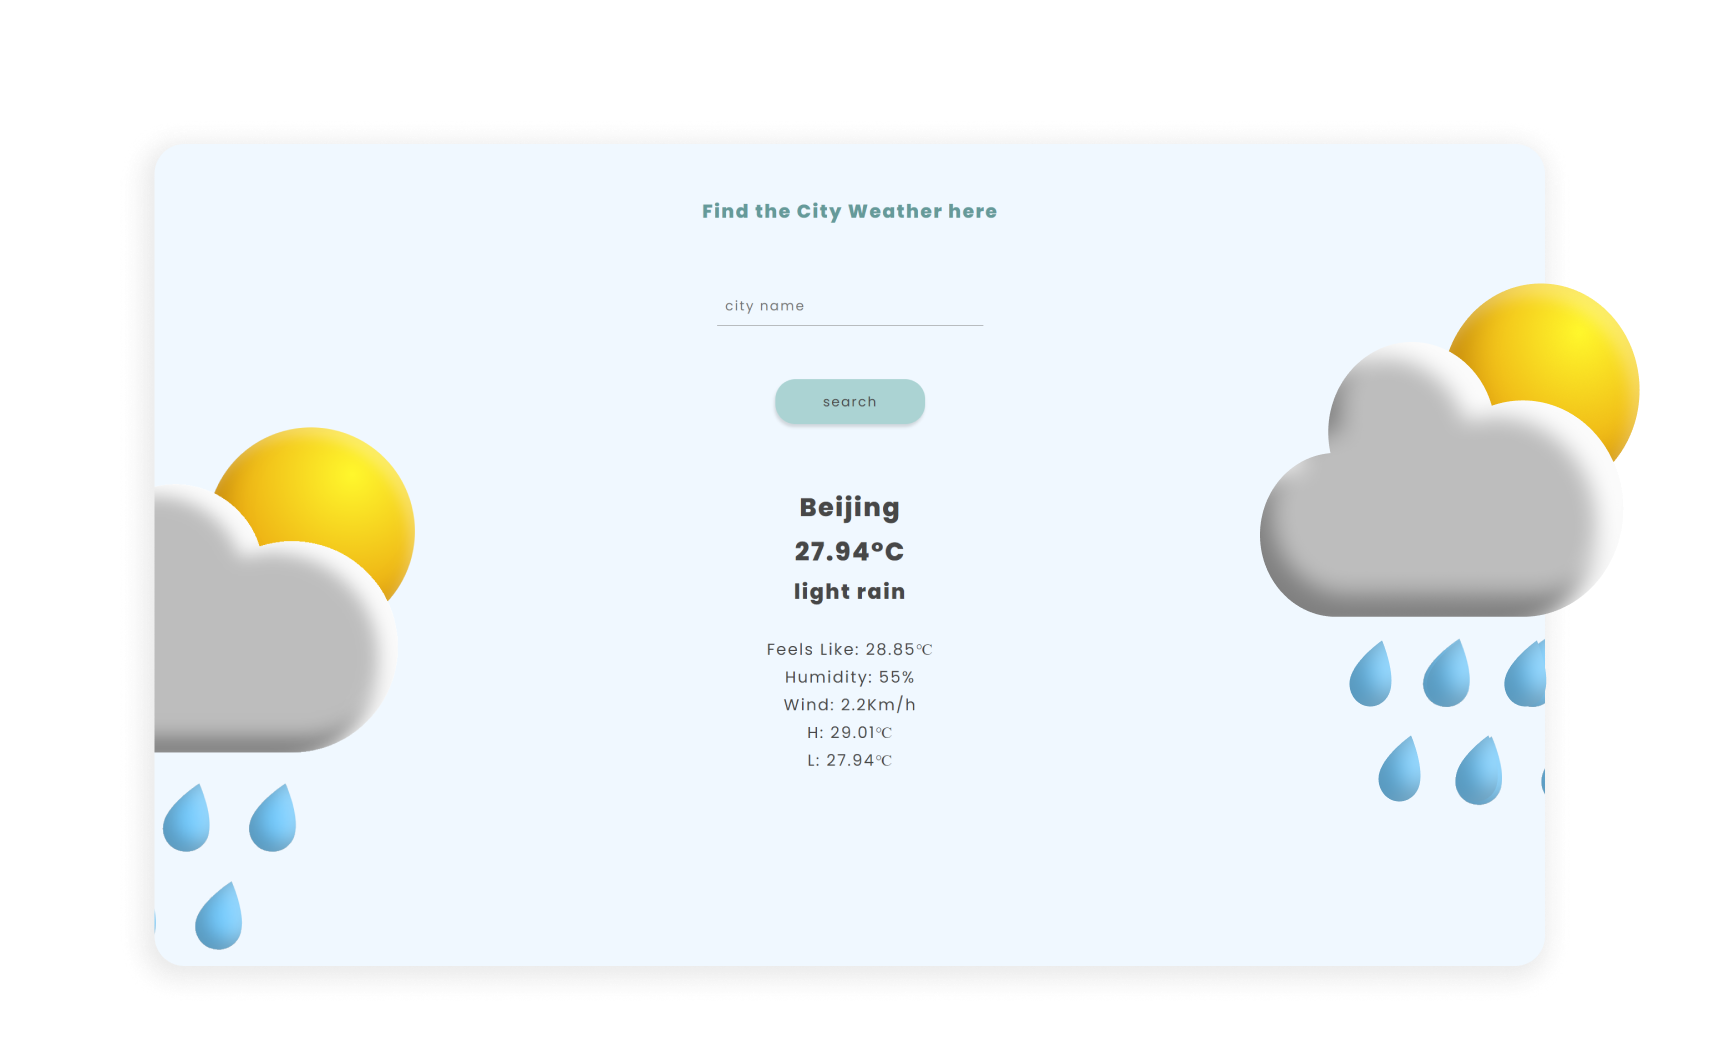 Find the City Weather here
city name
search
Beijing
27.94°C
light rain
Feels Like: 28.85℃
Humidity: 55%
Wind: 2.2Km/h
H: 29.01℃
L: 27.94℃